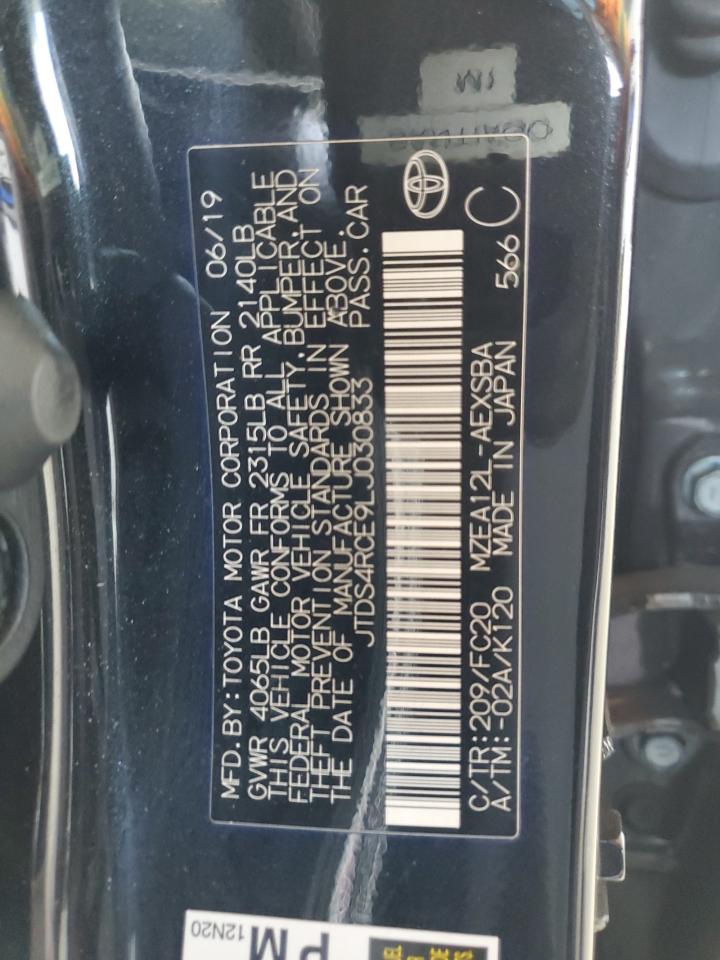 MFD. BY: TOYOTA MOTOR CORPORATION 06/19
GVWR 4065LB GAWR FR 2315LB RR 2140LB
THIS VEHICLE CONFORMS TO ALL APPLICABLE
FEDERAL MOTOR VEHICLE SAFETY, BUMPER, AND
THEFT PREVENTION STANDARDS IN EFFECT ON
THE DATE OF MANUFACTURE SHOWN ABOVE.
JTDS4RCE9LJ030833 PASS. CAR
C/TR: 209/FC20 MZEA12L-AEXSBA 566 C
A/TM: -02A/K120 MADE IN JAPAN
12N20
PM